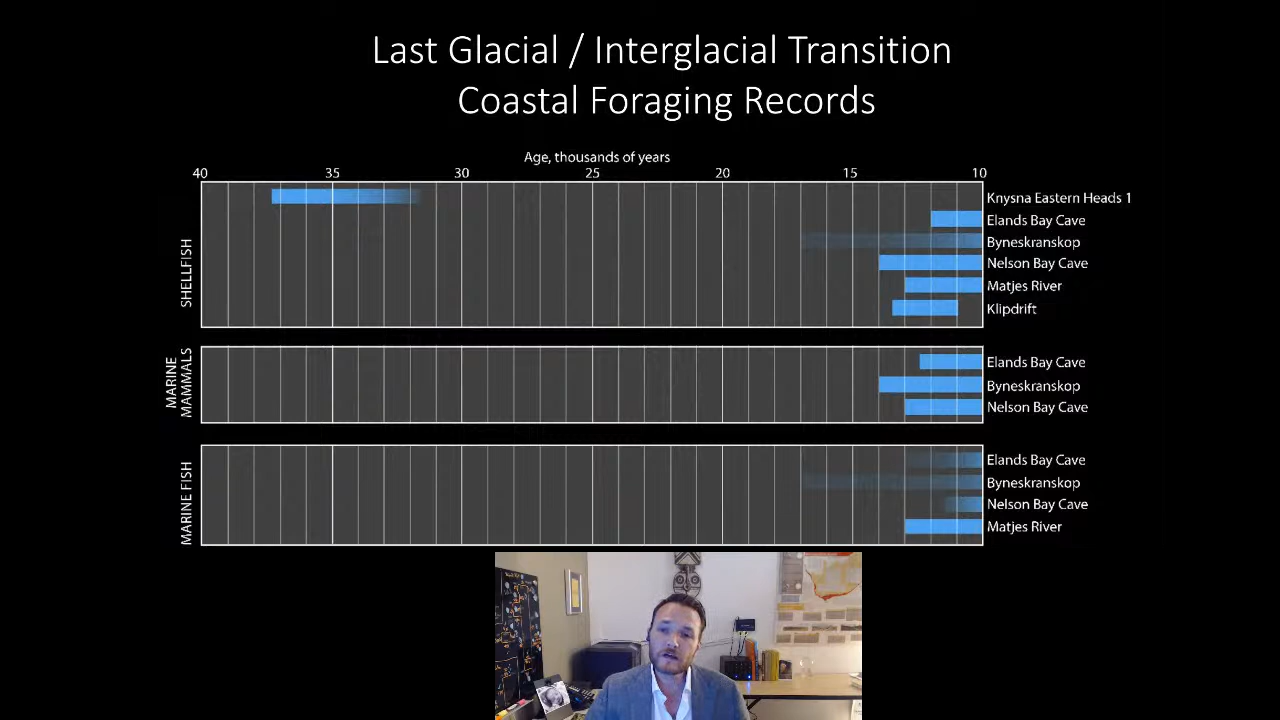 Last Glacial / Interglacial Transition
Coastal Foraging Records
Age, thousands of years
40 35 30 25 20 15 10
SHELLFISH
Knysna Eastern Heads 1
Elands Bay Cave
Byneskranskop
Nelson Bay Cave
Matjes River
Klipdrift
MARINE
MAMMALS
Elands Bay Cave
Byneskranskop
Nelson Bay Cave
MARINE FISH
Elands Bay Cave
Byneskranskop
Nelson Bay Cave
Matjes River